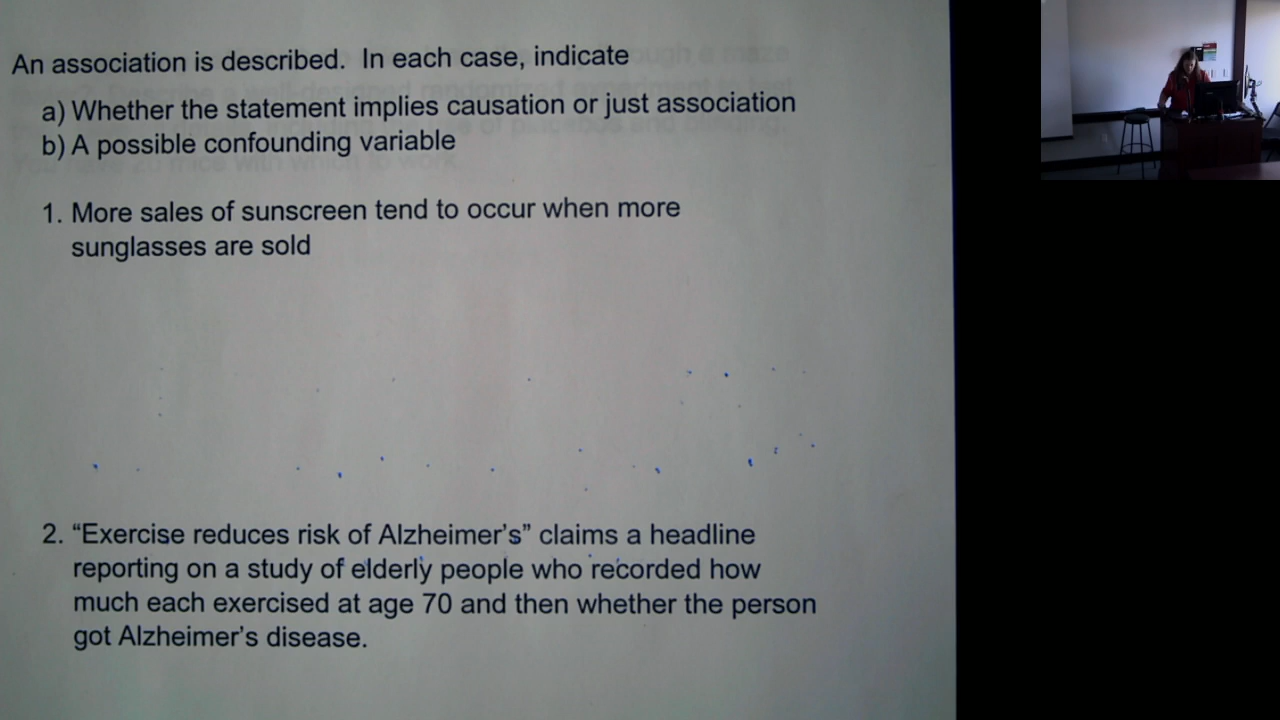 An association is described.  In each case, indicate
a) Whether the statement implies causation or just association
b) A possible confounding variable
1. More sales of sunscreen tend to occur when more
sunglasses are sold
2. “Exercise reduces risk of Alzheimer’s” claims a headline
reporting on a study of elderly people who recorded how
much each exercised at age 70 and then whether the person
got Alzheimer’s disease.